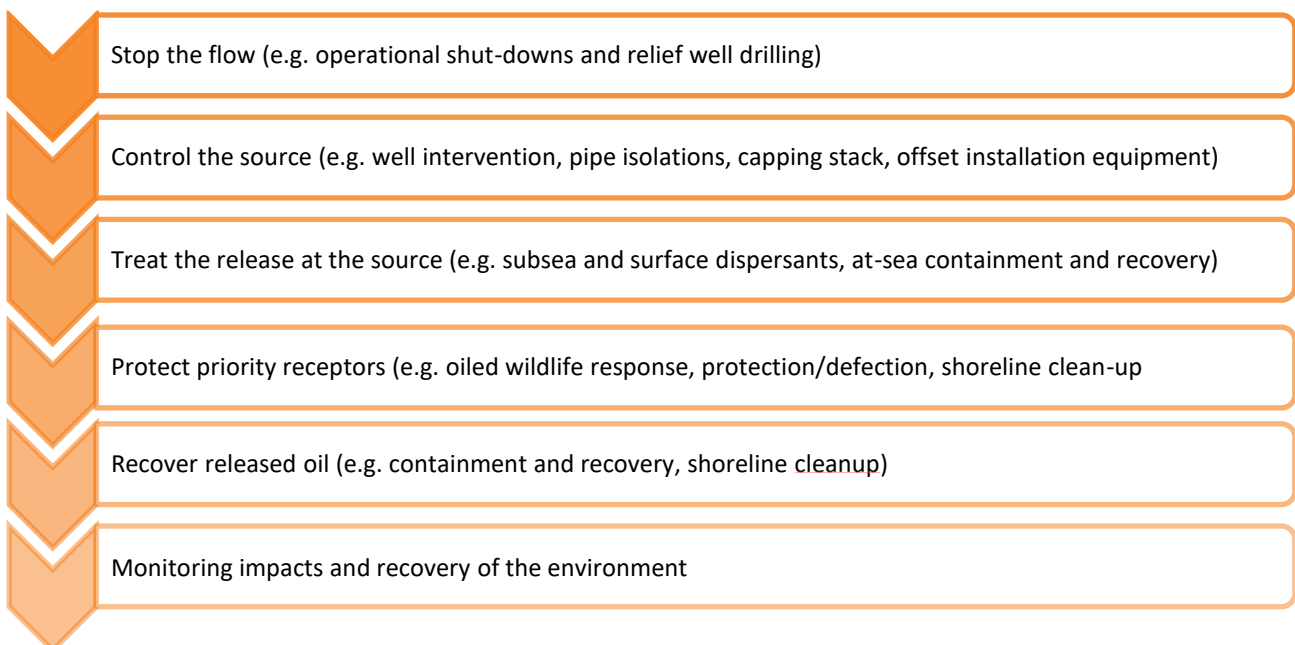 Stop the flow (e.g. operational shut-downs and relief well drilling)
Control the source (e.g. well intervention, pipe isolations, capping stack, offset installation equipment)
Treat the release at the source (e.g. subsea and surface dispersants, at-sea containment and recovery)
Protect priority receptors (e.g. oiled wildlife response, protection/defection, shoreline clean-up
Recover released oil (e.g. containment and recovery, shoreline cleanup)
Monitoring impacts and recovery of the environment